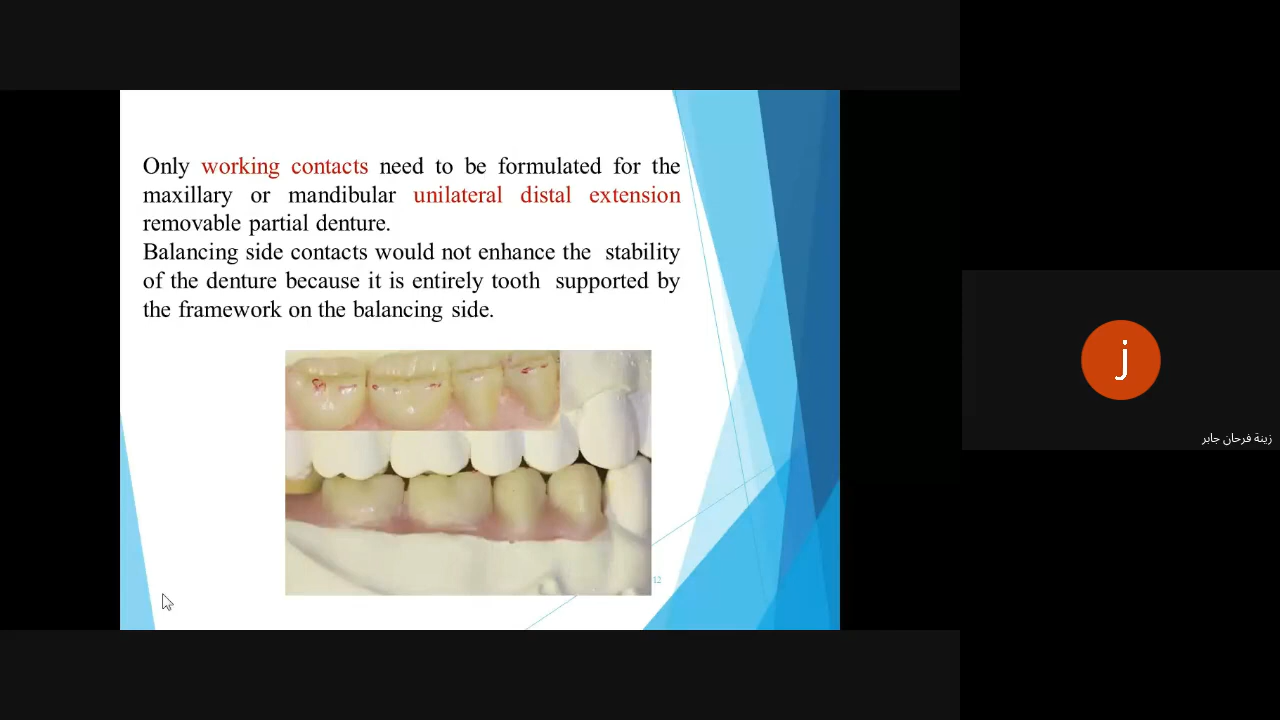 Only working contacts need to be formulated for the
maxillary or mandibular unilateral distal extension
removable partial denture.
Balancing side contacts would not enhance the stability
of the denture because it is entirely tooth supported by
the framework on the balancing side.
12
j
زينة فرحان جابر